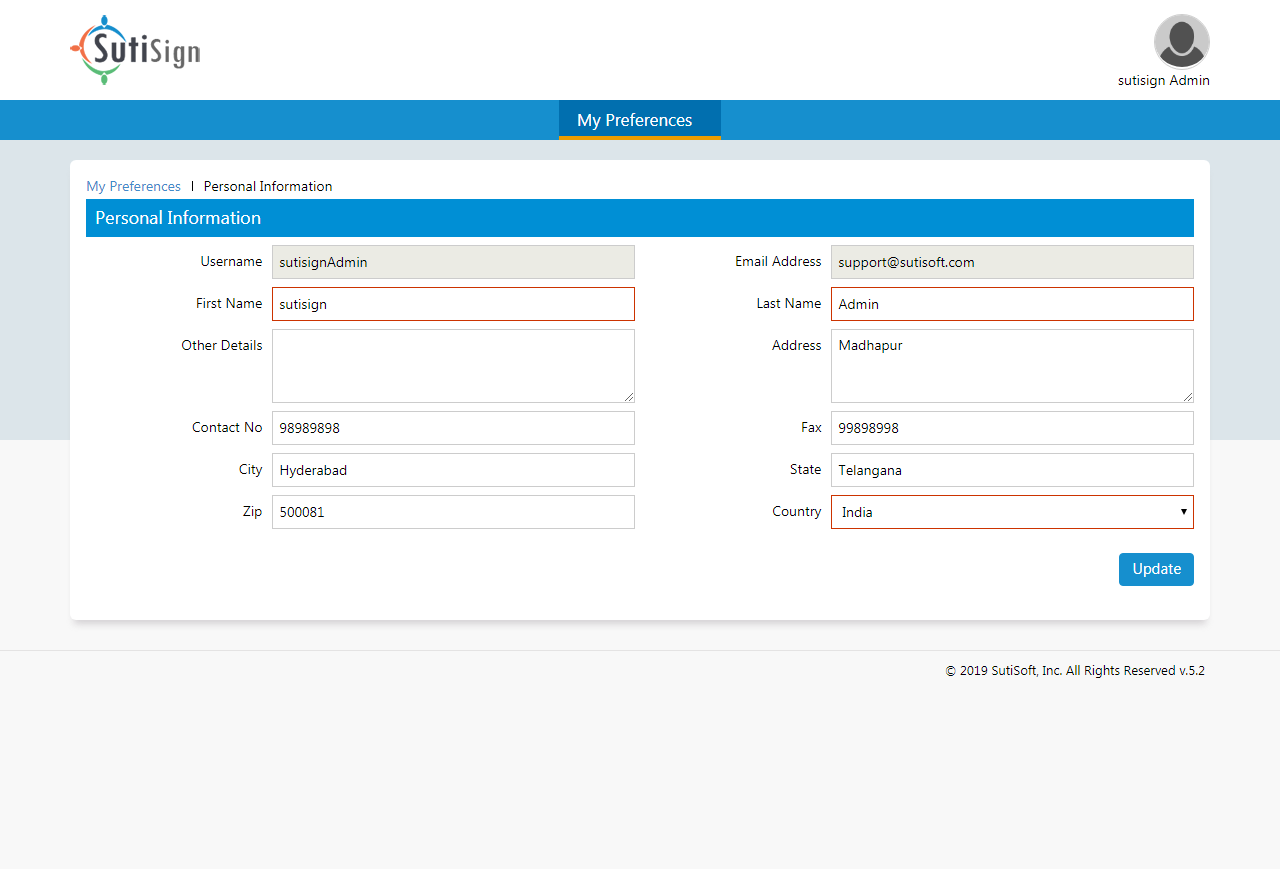 SutiSign
sutisign Admin
My Preferences
My Preferences | Personal Information
Personal Information
Username sutisignAdmin Email Address support@sutisoft.com
First Name sutisign Last Name Admin
Other Details Address Madhapur
Contact No 98989898 Fax 99898998
City Hyderabad State Telangana
Zip 500081 Country India
Update
© 2019 SutiSoft, Inc. All Rights Reserved v.5.2